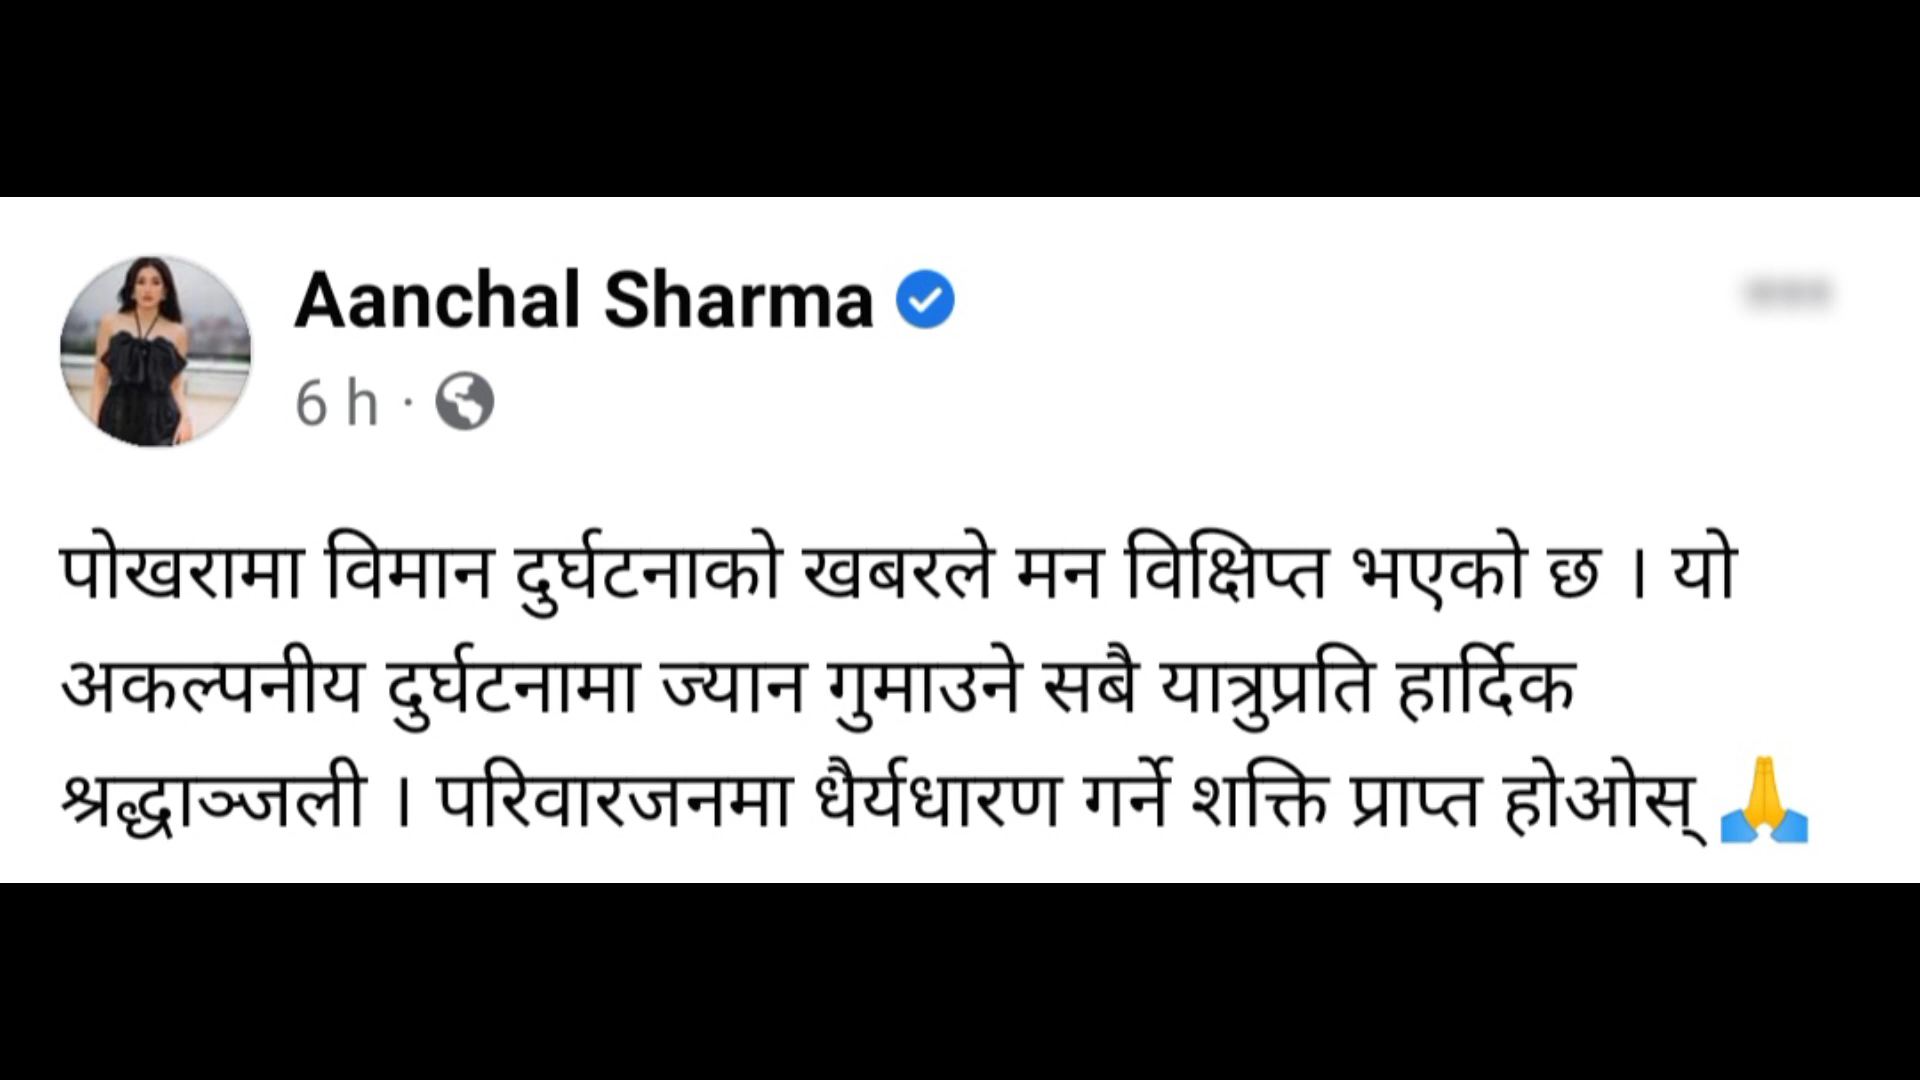 Aanchal Sharma
6 h ·
पोखरामा विमान दुर्घटनाको खबरले मन विक्षिप्त भएको छ । यो
अकल्पनीय दुर्घटनामा ज्यान गुमाउने सबै यात्रुप्रति हार्दिक
श्रद्धाञ्जली । परिवारजनमा धैर्यधारण गर्ने शक्ति प्राप्त होओस् 🙏